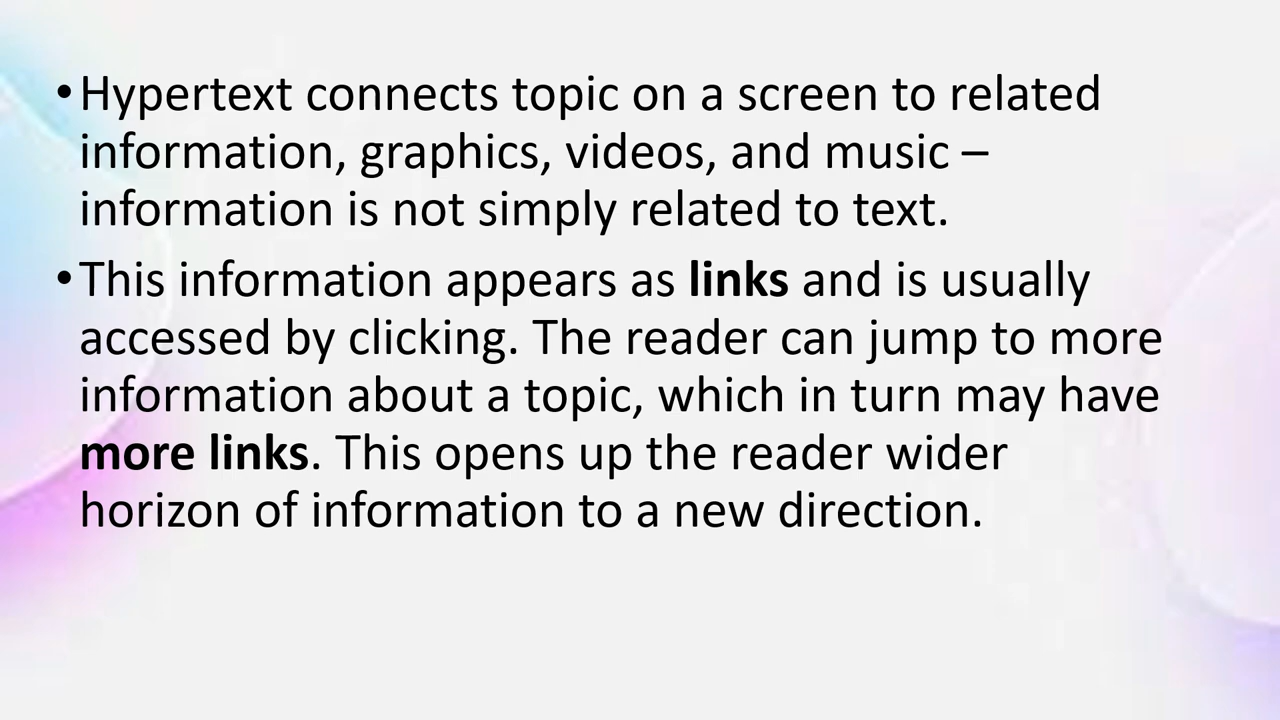 •Hypertext connects topic on a screen to related
information, graphics, videos, and music –
information is not simply related to text.
•This information appears as links and is usually
accessed by clicking. The reader can jump to more
information about a topic, which in turn may have
more links. This opens up the reader wider
horizon of information to a new direction.